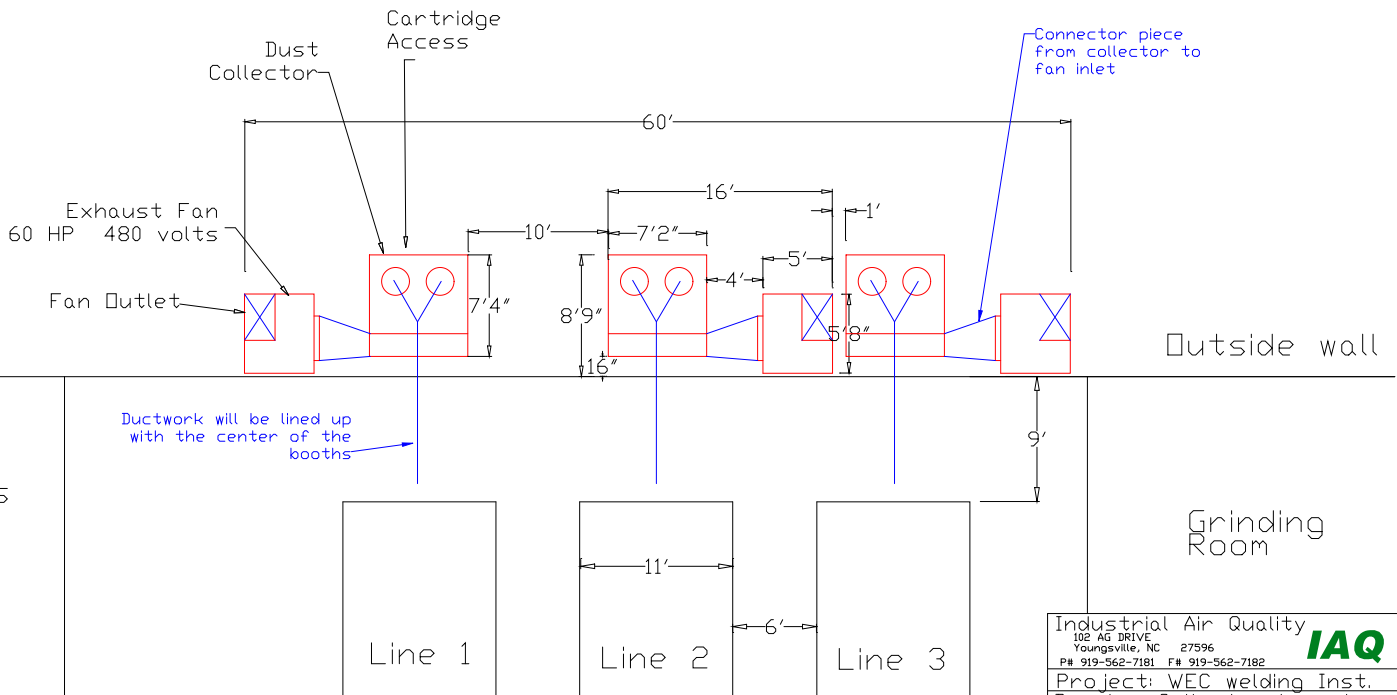 Cartridge
Access
Dust
Collector
Connector piece
from collector to
fan inlet
60'
16'
1'
Exhaust Fan
60 HP 480 volts
10'
7'2"
5'
4'
Fan Outlet
7'4"
8'9"
5'8"
16"
Outside wall
Ductwork will be lined up
with the center of the
booths
9'
Grinding
Room
11'
6'
Line 1
Line 2
Line 3
Industrial Air Quality
102 AG DRIVE
Youngsville, NC 27596
P# 919-562-7181 F# 919-562-7182
IAQ
Project: WEC welding Inst.